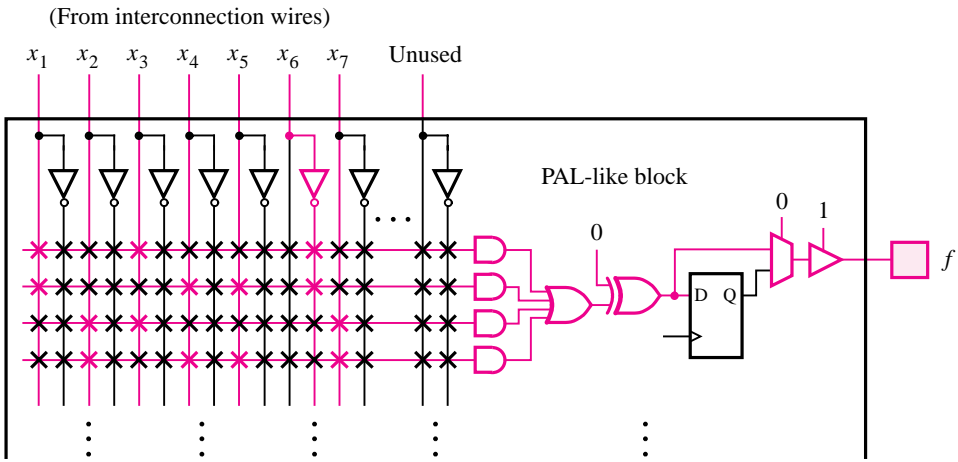 (From interconnection wires)
x1 x2 x3 x4 x5 x6 x7 Unused
PAL-like block
0
1
0
f
D Q